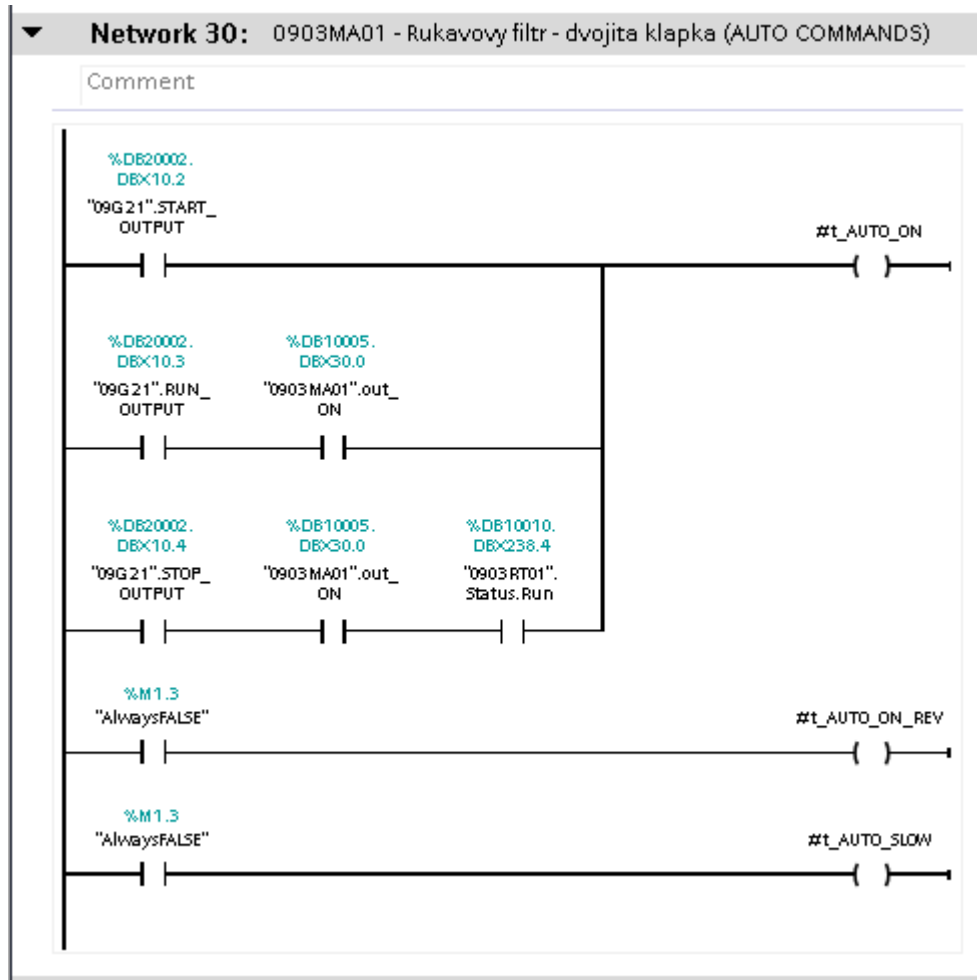 Network 30: 0903MA01 - Rukavovy filtr - dvojita klapka (AUTO COMMANDS)
Comment
%DB20002.
DBX10.2
"09G21".START_
OUTPUT
#t_AUTO_ON
%DB20002.
DBX10.3
"09G21".RUN_
OUTPUT
%DB10005.
DBX30.0
"0903MA01".out_
ON
%DB20002.
DBX10.4
"09G21".STOP_
OUTPUT
%DB10005.
DBX30.0
"0903MA01".out_
ON
%DB10010.
DBX238.4
"0903RT01".
Status.Run
%M1.3
"AlwaysFALSE"
#t_AUTO_ON_REV
%M1.3
"AlwaysFALSE"
#t_AUTO_SLOW